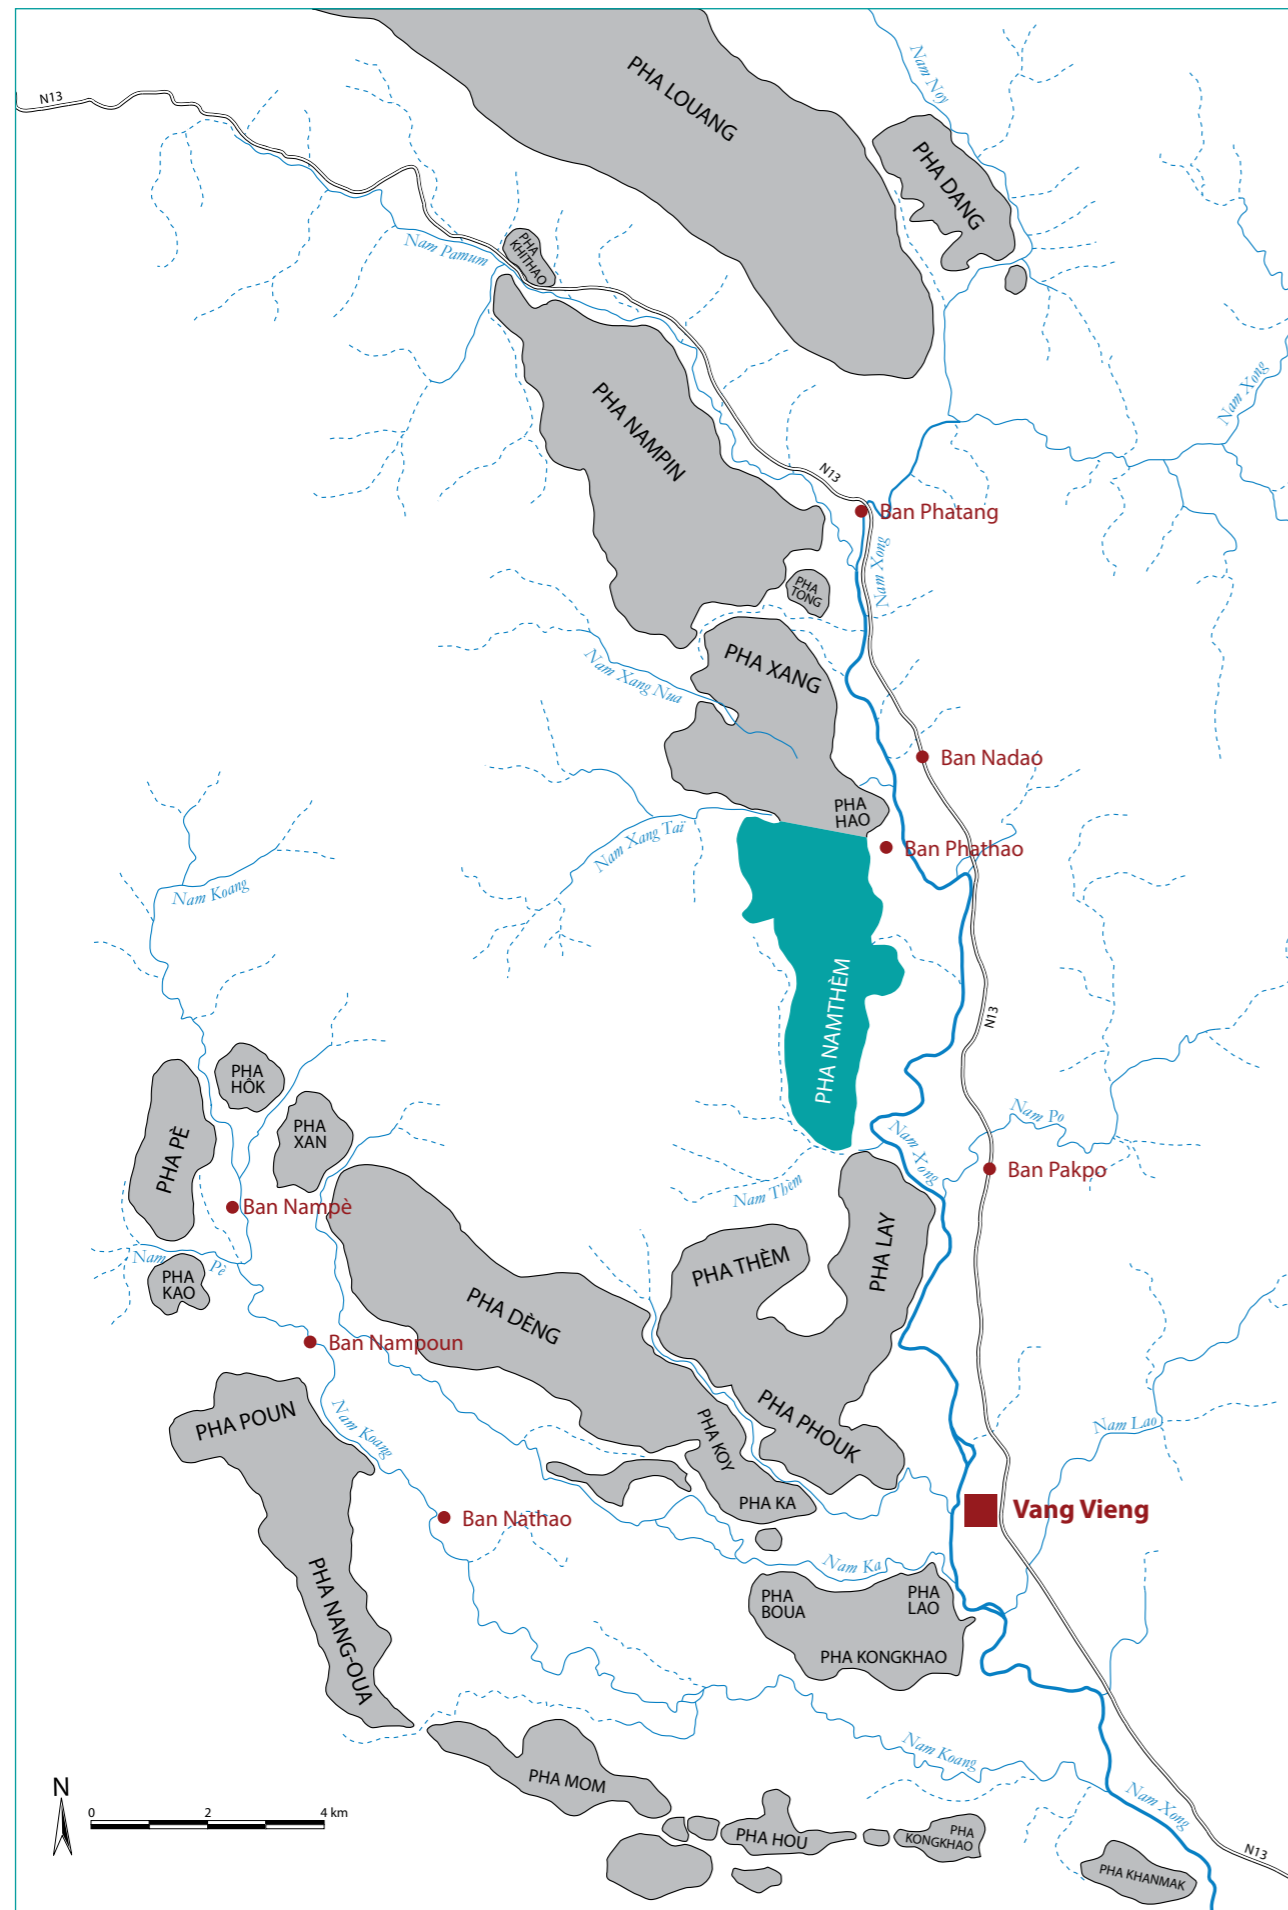 N13
PHA LOUANG
Nam Noy
PHA DANG
Nam Pamum
PHA
KHITHAO
PHA NAMPIN
Nam Xong
N13
Ban Phatang
Nam Xong
PHA
TONG
PHA XANG
Nam Xang Nua
Ban Nadao
PHA
HAO
Nam Xang Taï
Ban Phathao
Nam Koang
PHA NAMTHÈM
N13
PHA
HÔK
PHA PÈ
PHA
XAN
Nam Po
Nam Xong
Ban Pakpo
Nam Thèm
Ban Nampè
PHA LAY
Nam Pè
PHA
KAO
PHA THÈM
PHA DÈNG
Ban Nampoun
PHA POUN
Nam Koang
PHA KOY
PHA PHOUK
Nam Lao
PHA KA
Vang Vieng
Ban Nathao
Nam Ka
PHA NANG-OUA
PHA
BOUA
PHA
LAO
PHA KONGKHAO
Nam Koang
PHA MOM
N
0 2 4 km
Nam Xong
PHA HOU
PHA
KONGKHAO
N13
PHA KHANMAK